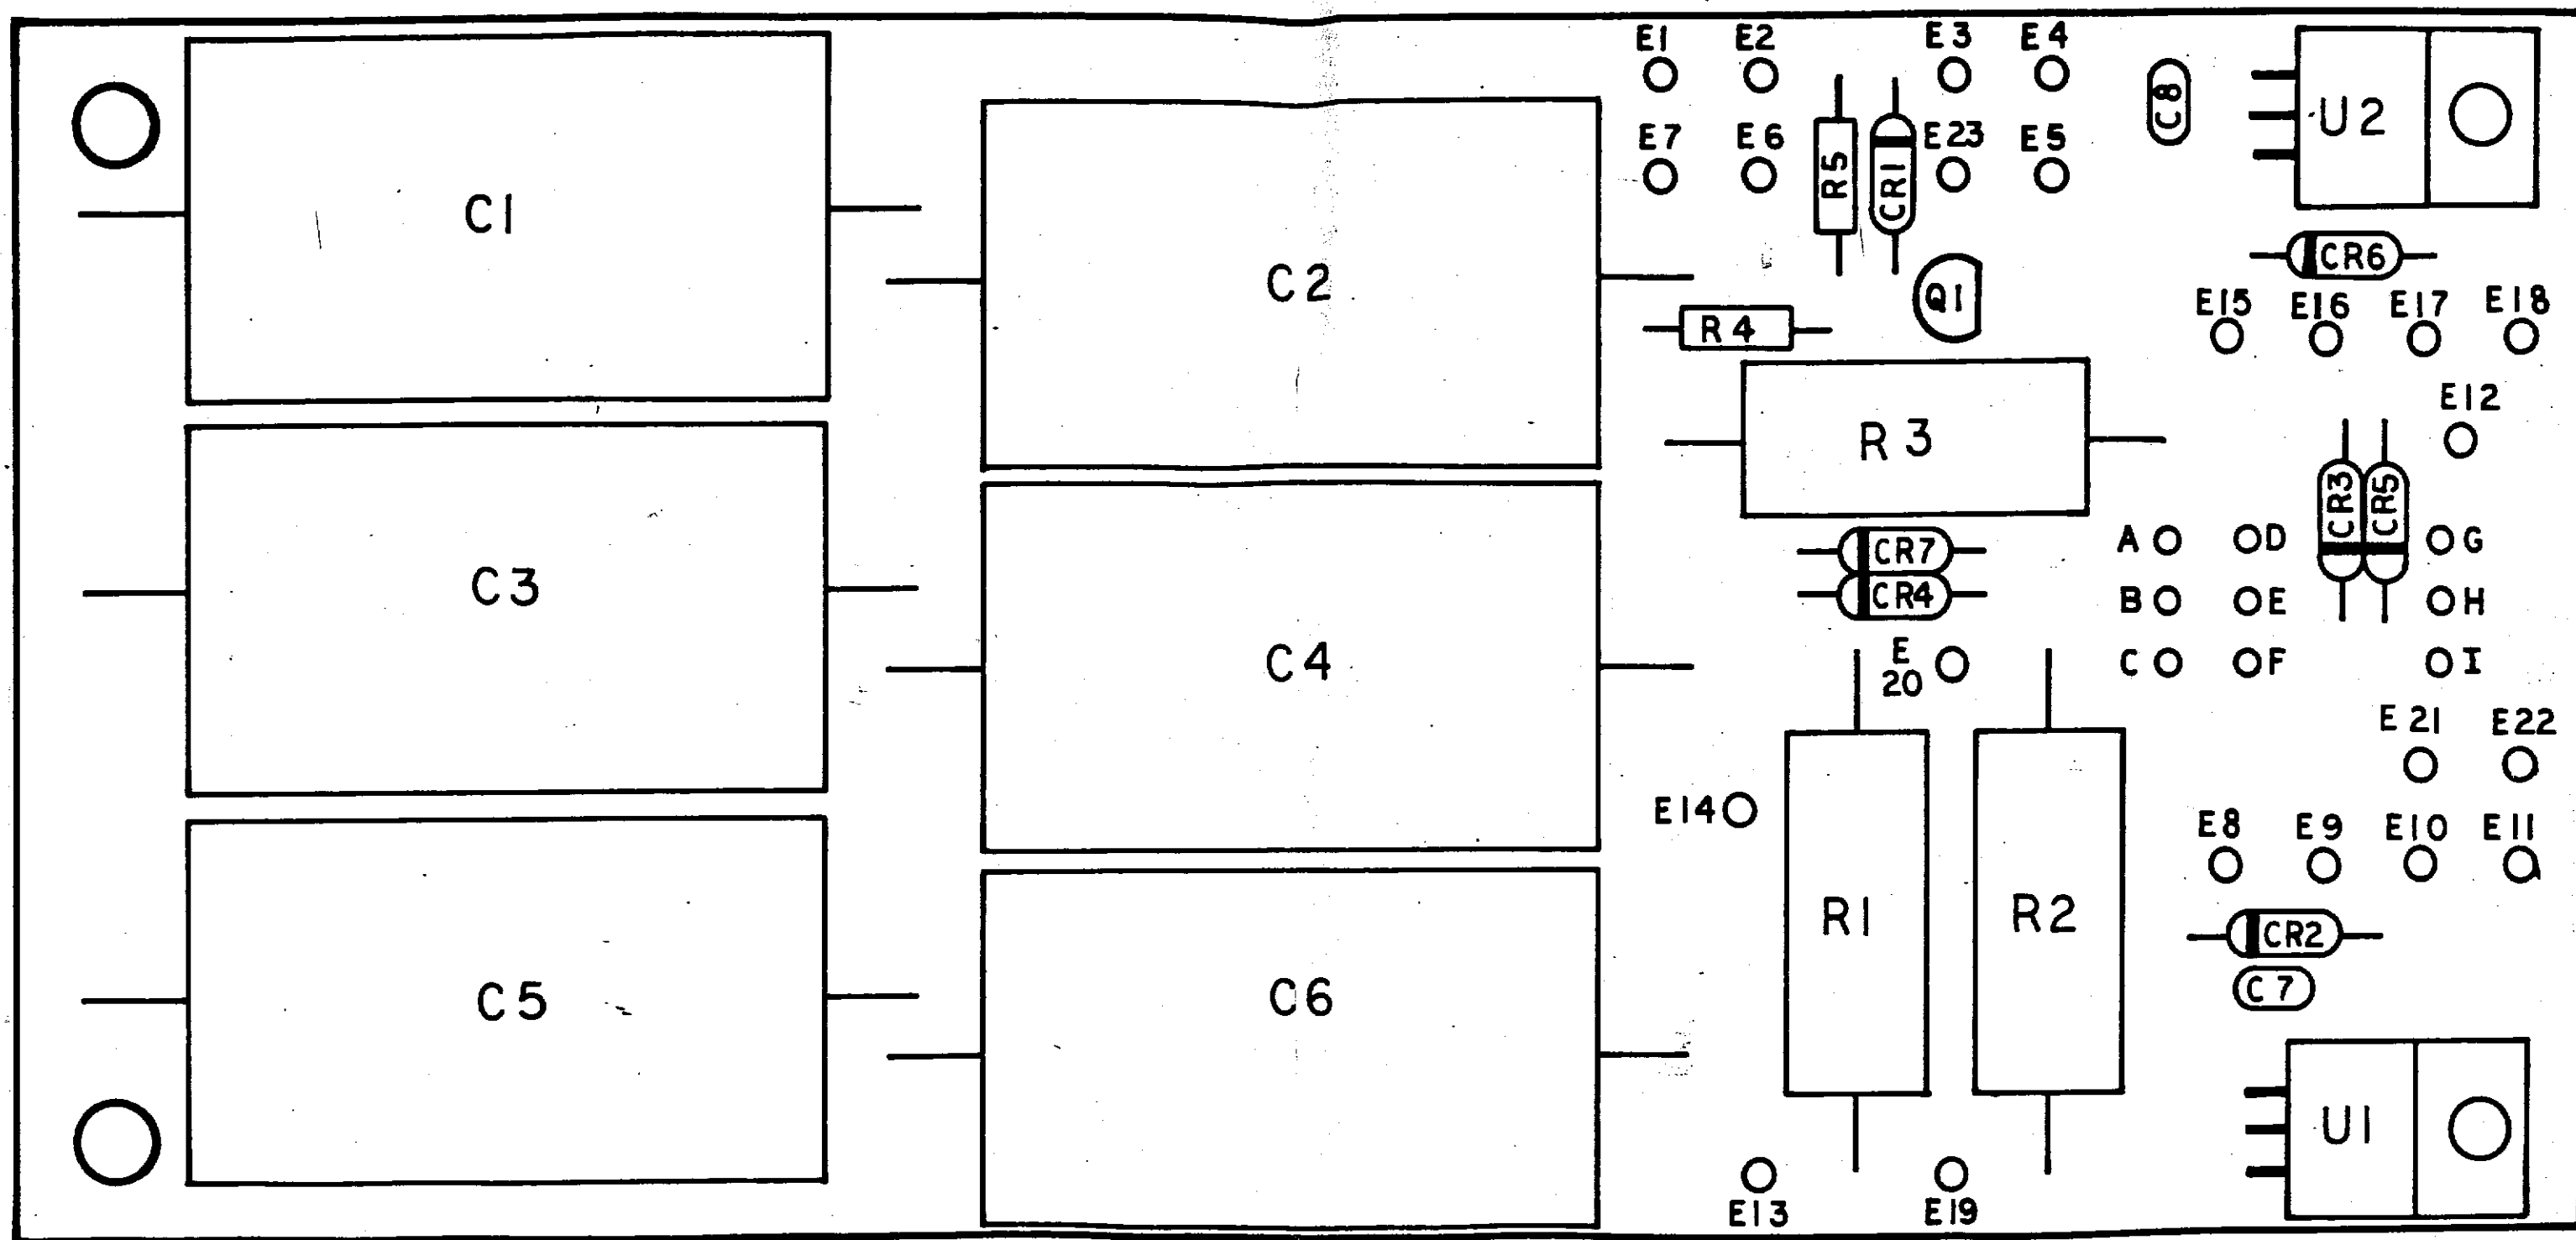 E1 E2 E3 E4
C8
U2
E7 E6 R5 CR1 E23 E5
C1
C2
CR6
Q1
E15 E16 E17 E18
R4
E12
R3
CR3 CR5
C3
CR7
A D G
CR4
B E H
C4
E
20
C F I
E21 E22
E14
E8 E9 E10 E11
R1 R2
CR2
C7
C5
C6
U1
E13 E19